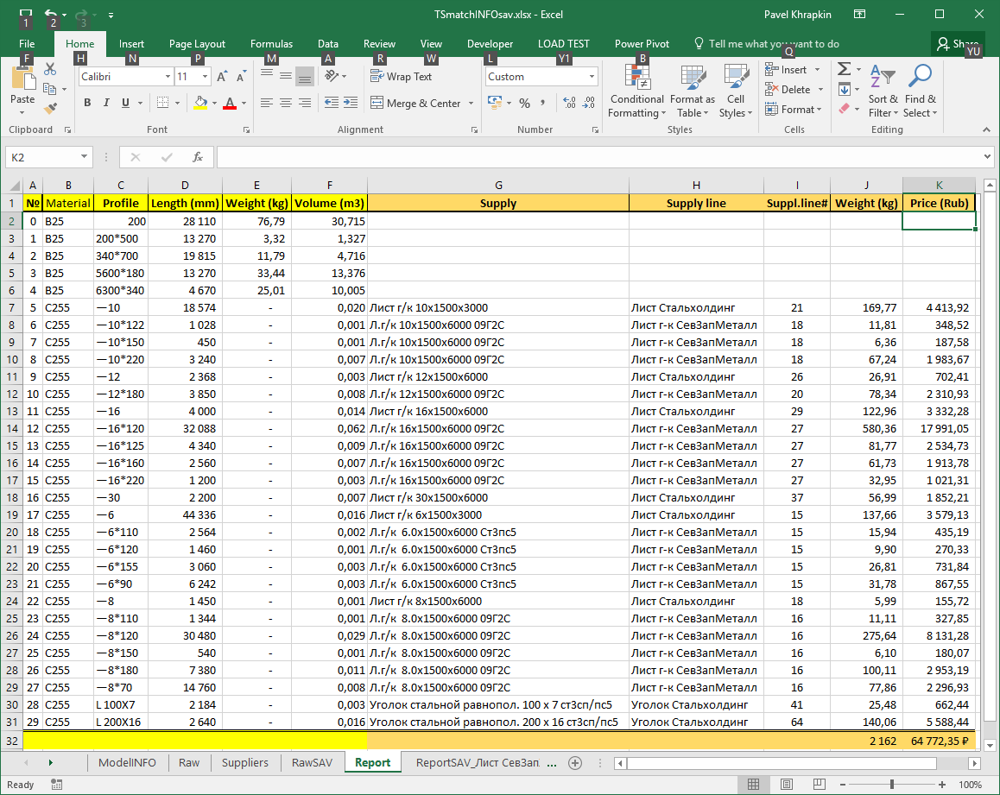 TSmatchINFOsav.xlsx - Excel Pavel Khrapkin
1 2 3
File Home Insert Page Layout Formulas Data Review View Developer LOAD TEST Power Pivot Tell me what you want to do Share
F H N P M A R W L Y1 B Q YU
Paste Calibri 11 Wrap Text Custom Conditional Formatting Format as Table Cell Styles Insert Sort & Filter Find & Select
B I U A Merge & Center % Delete
Format
Clipboard Font Alignment Number Styles Cells Editing
K2 fx
A B C D E F G H I J K
1 № Material Profile Length (mm) Weight (kg) Volume (m3) Supply Supply line Suppl.line# Weight (kg) Price (Rub)
2 0 B25 200 28 110 76,79 30,715
3 1 B25 200*500 13 270 3,32 1,327
4 2 B25 340*700 19 815 11,79 4,716
5 3 B25 5600*180 13 270 33,44 13,376
6 4 B25 6300*340 4 670 25,01 10,005
7 5 C255 —10 18 574 - 0,020 Лист г/к 10х1500х3000 Лист Стальхолдинг 21 169,77 4 413,92
8 6 C255 —10*122 1 028 - 0,001 Л.г/к 10х1500х6000 09Г2С Лист г-к СевЗапМеталл 18 11,81 348,52
9 7 C255 —10*150 450 - 0,001 Л.г/к 10х1500х6000 09Г2С Лист г-к СевЗапМеталл 18 6,36 187,58
10 8 C255 —10*220 3 240 - 0,007 Л.г/к 10х1500х6000 09Г2С Лист г-к СевЗапМеталл 18 67,24 1 983,67
11 9 C255 —12 2 368 - 0,003 Лист г/к 12х1500х6000 Лист Стальхолдинг 26 26,91 702,41
12 10 C255 —12*180 3 850 - 0,008 Л.г/к 12х1500х6000 09Г2С Лист г-к СевЗапМеталл 20 78,34 2 310,93
13 11 C255 —16 4 000 - 0,014 Лист г/к 16х1500х6000 Лист Стальхолдинг 29 122,96 3 332,28
14 12 C255 —16*120 32 088 - 0,062 Л.г/к 16х1500х6000 09Г2С Лист г-к СевЗапМеталл 27 580,36 17 991,05
15 13 C255 —16*125 4 340 - 0,009 Л.г/к 16х1500х6000 09Г2С Лист г-к СевЗапМеталл 27 81,77 2 534,73
16 14 C255 —16*160 2 560 - 0,007 Л.г/к 16х1500х6000 09Г2С Лист г-к СевЗапМеталл 27 61,73 1 913,78
17 15 C255 —16*220 1 200 - 0,003 Л.г/к 16х1500х6000 09Г2С Лист г-к СевЗапМеталл 27 32,95 1 021,31
18 16 C255 —30 2 200 - 0,007 Лист г/к 30х1500х6000 Лист Стальхолдинг 37 56,99 1 852,21
19 17 C255 —6 44 336 - 0,016 Лист г/к 6х1500х3000 Лист Стальхолдинг 15 137,66 3 579,13
20 18 C255 —6*110 2 564 - 0,002 Л.г/к 6.0х1500х6000 Ст3пс5 Лист г-к СевЗапМеталл 15 15,94 435,19
21 19 C255 —6*120 1 460 - 0,001 Л.г/к 6.0х1500х6000 Ст3пс5 Лист г-к СевЗапМеталл 15 9,90 270,33
22 20 C255 —6*155 3 060 - 0,003 Л.г/к 6.0х1500х6000 Ст3пс5 Лист г-к СевЗапМеталл 15 26,81 731,84
23 21 C255 —6*90 6 242 - 0,003 Л.г/к 6.0х1500х6000 Ст3пс5 Лист г-к СевЗапМеталл 15 31,78 867,55
24 22 C255 —8 1 450 - 0,001 Лист г/к 8х1500х6000 Лист Стальхолдинг 18 5,99 155,72
25 23 C255 —8*110 1 344 - 0,001 Л.г/к 8.0х1500х6000 09Г2С Лист г-к СевЗапМеталл 16 11,11 327,85
26 24 C255 —8*120 30 480 - 0,029 Л.г/к 8.0х1500х6000 09Г2С Лист г-к СевЗапМеталл 16 275,64 8 131,28
27 25 C255 —8*150 540 - 0,001 Л.г/к 8.0х1500х6000 09Г2С Лист г-к СевЗапМеталл 16 6,10 180,07
28 26 C255 —8*180 7 380 - 0,011 Л.г/к 8.0х1500х6000 09Г2С Лист г-к СевЗапМеталл 16 100,11 2 953,19
29 27 C255 —8*70 14 760 - 0,008 Л.г/к 8.0х1500х6000 09Г2С Лист г-к СевЗапМеталл 16 77,86 2 296,93
30 28 C255 L 100X7 2 184 - 0,003 Уголок стальной равнопол. 100 х 7 ст3сп/пс5 Уголок Стальхолдинг 41 25,48 662,44
31 29 C255 L 200X16 2 640 - 0,016 Уголок стальной равнопол. 200 х 16 ст3сп/пс5 Уголок Стальхолдинг 64 140,06 5 588,44
32 2 162 64 772,35 ₽
ModelINFO Raw Suppliers RawSAV Report ReportSAV_Лист СевЗап ...
Ready 100%